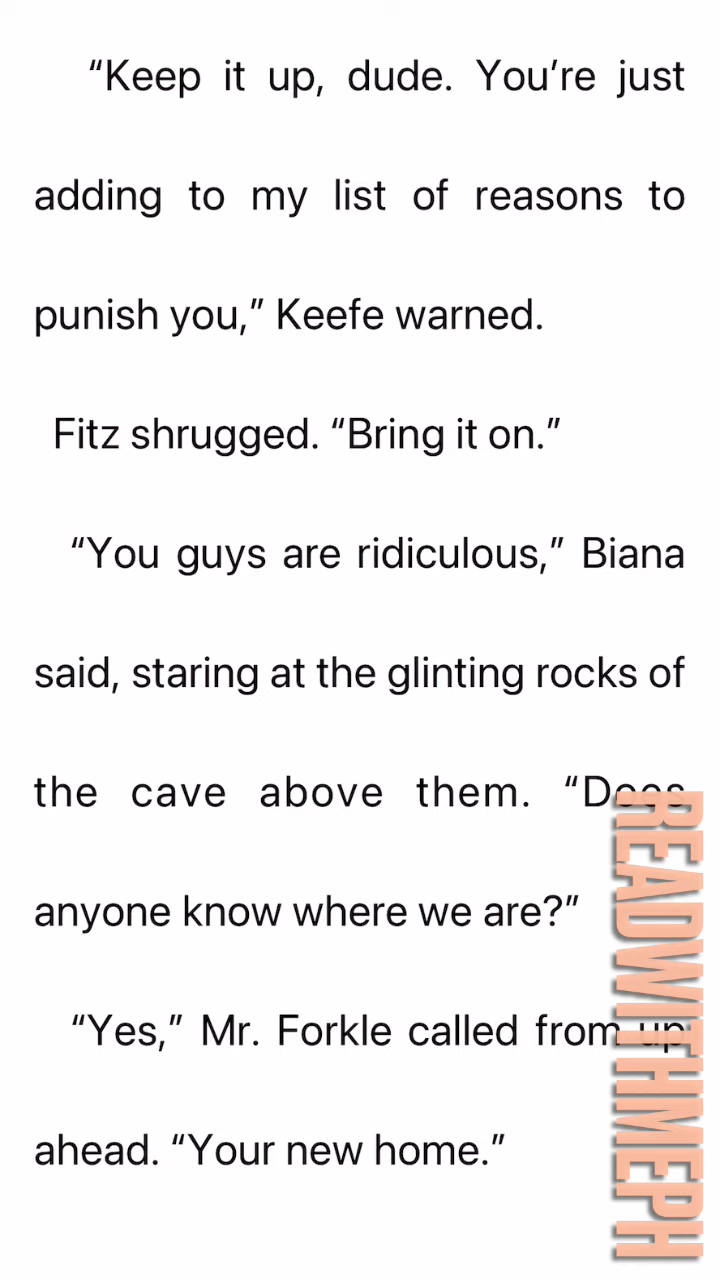 “Keep it up, dude. You’re just
adding to my list of reasons to
punish you,” Keefe warned.
Fitz shrugged. “Bring it on.”
“You guys are ridiculous,” Biana
said, staring at the glinting rocks of
the cave above them. “Does
anyone know where we are?”
“Yes,” Mr. Forkle called from up
ahead. “Your new home.”
READWITHMEPH